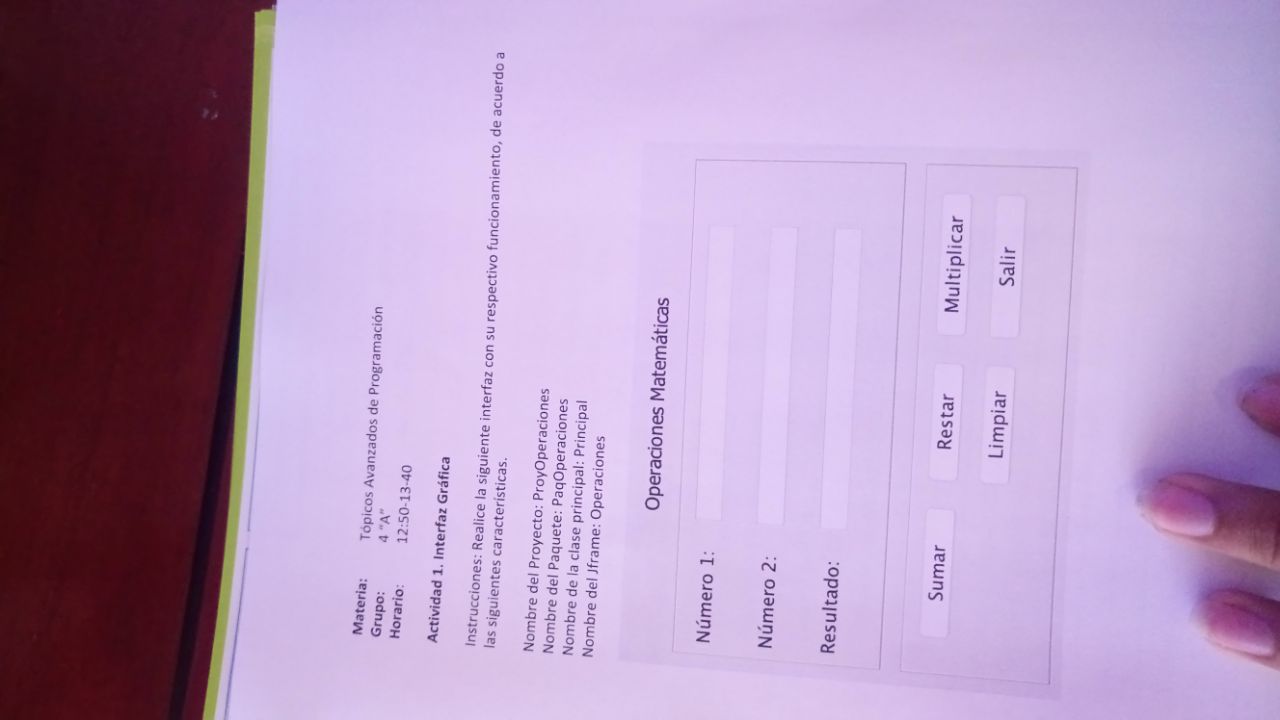 Materia: Tópicos Avanzados de Programación
Grupo: 4 "A"
Horario: 12:50-13-40
Actividad 1. Interfaz Gráfica
Instrucciones: Realice la siguiente interfaz con su respectivo funcionamiento, de acuerdo a
las siguientes características.
Nombre del Proyecto: ProyOperaciones
Nombre del Paquete: PaqOperaciones
Nombre de la clase principal: Principal
Nombre del Jframe: Operaciones
Operaciones Matemáticas
Número 1:
Número 2:
Resultado:
Sumar Restar Multiplicar
Limpiar Salir